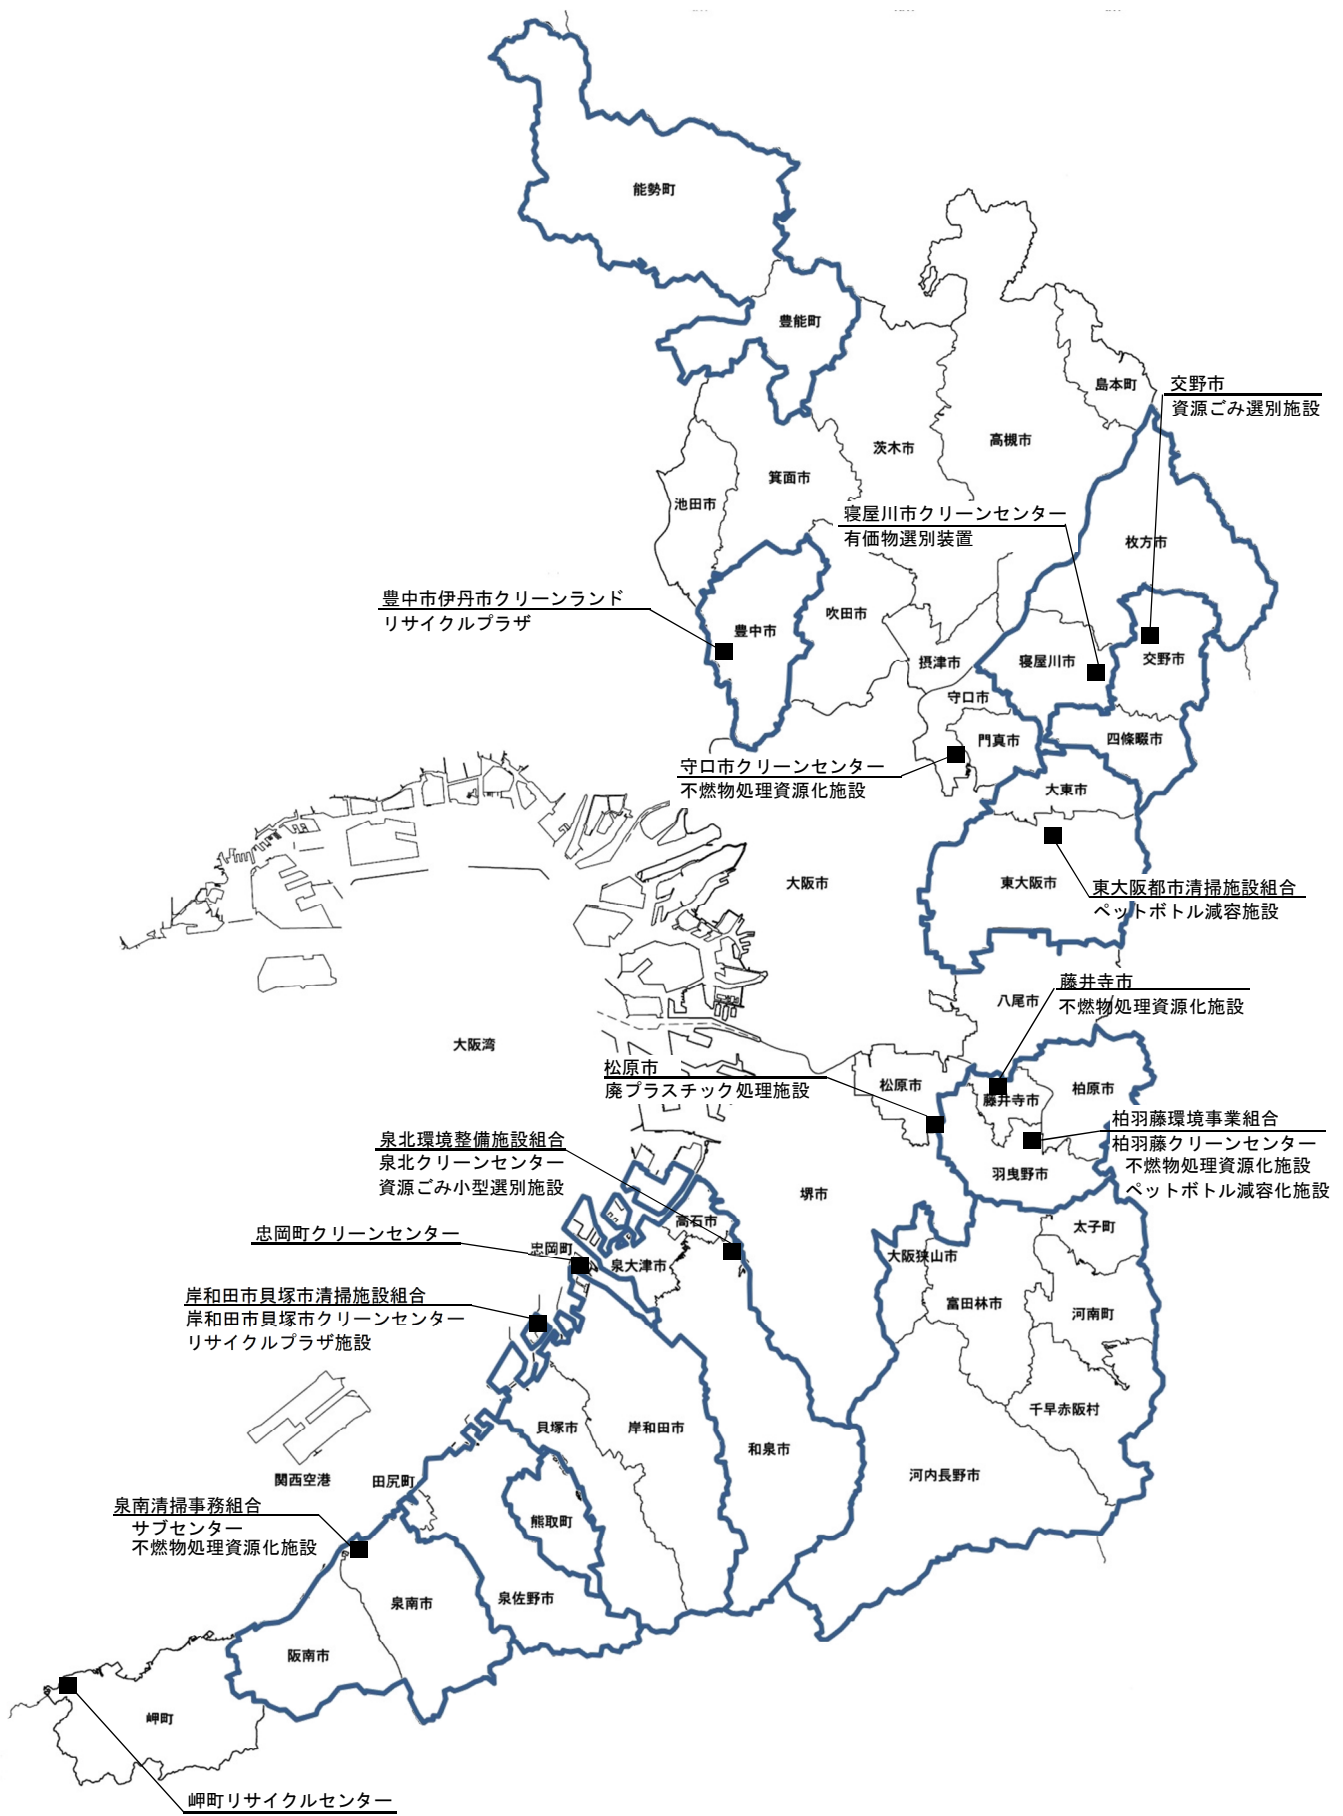 能勢町
豊能町
島本町
交野市
資源ごみ選別施設
高槻市
茨木市
箕面市
池田市
寝屋川市クリーンセンター
有価物選別装置
枚方市
豊中市伊丹市クリーンランド
リサイクルプラザ
吹田市
豊中市
摂津市
寝屋川市
交野市
守口市
門真市
四條畷市
守口市クリーンセンター
不燃物処理資源化施設
大東市
大阪市
東大阪市
東大阪都市清掃施設組合
ペットボトル減容施設
藤井寺市
不燃物処理資源化施設
八尾市
大阪湾
松原市
廃プラスチック処理施設
松原市
藤井寺市
柏原市
柏羽藤環境事業組合
柏羽藤クリーンセンター
不燃物処理資源化施設
ペットボトル減容化施設
泉北環境整備施設組合
泉北クリーンセンター
資源ごみ小型選別施設
羽曳野市
堺市
高石市
太子町
忠岡町クリーンセンター
忠岡町
泉大津市
大阪狭山市
富田林市
河南町
岸和田市貝塚市清掃施設組合
岸和田市貝塚市クリーンセンター
リサイクルプラザ施設
千早赤阪村
貝塚市
岸和田市
和泉市
河内長野市
関西空港
田尻町
泉南清掃事務組合
サブセンター
不燃物処理資源化施設
熊取町
泉佐野市
泉南市
阪南市
岬町
岬町リサイクルセンター